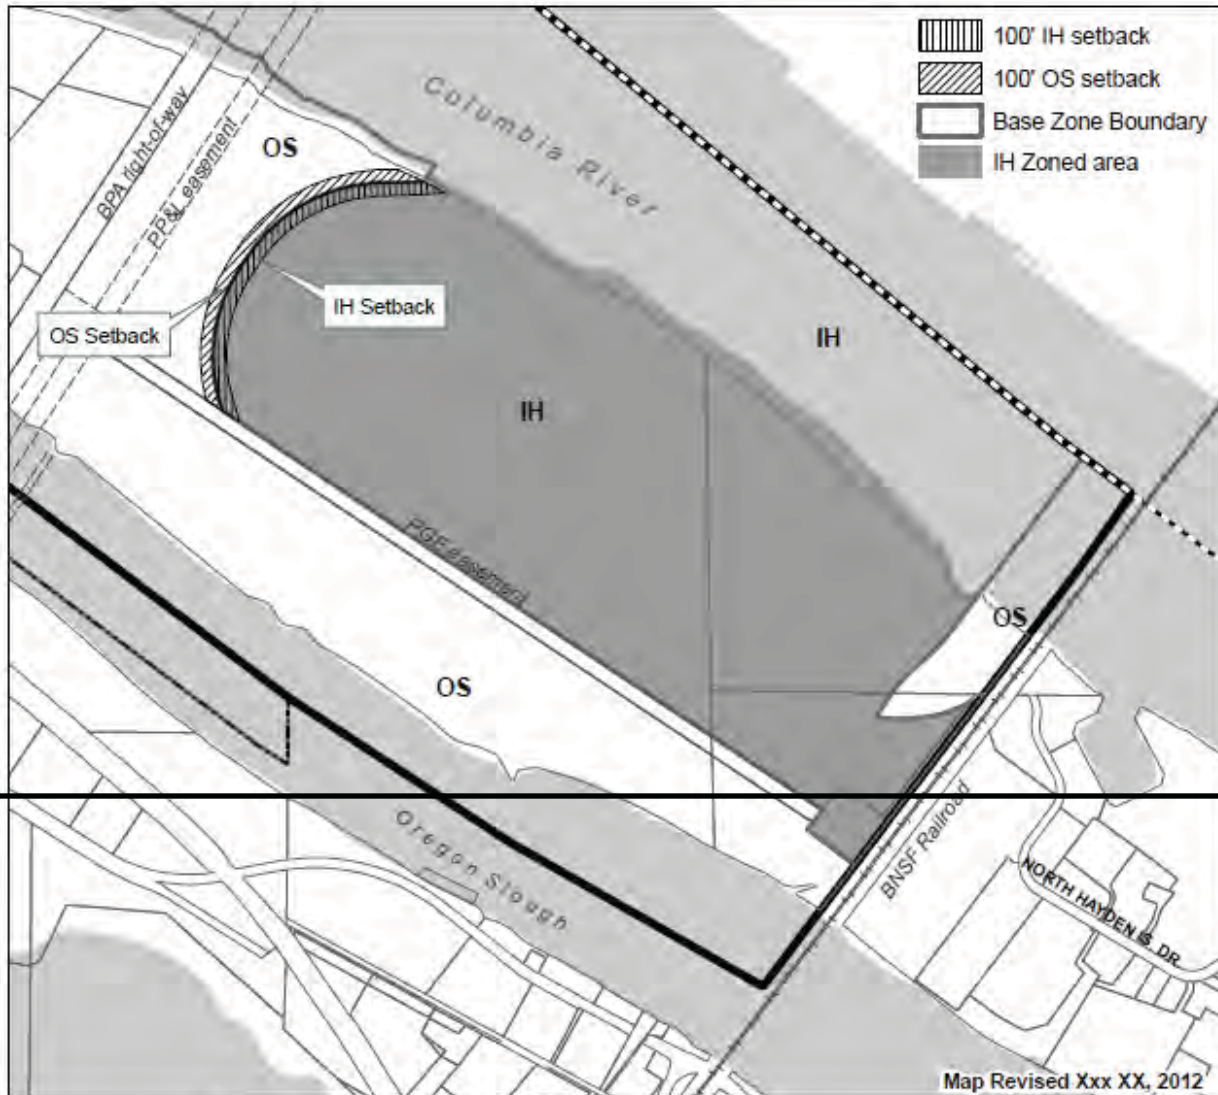 100' IH setback
100' OS setback
Base Zone Boundary
IH Zoned area
Columbia River
BPA right-of-way
PP&L easement
OS
IH Setback
OS Setback
IH
IH
PGE easement
OS
OS
Oregon Slough
BNSF Railroad
NORTH HAYDEN IS. DR
Map Revised Xxx XX, 2012